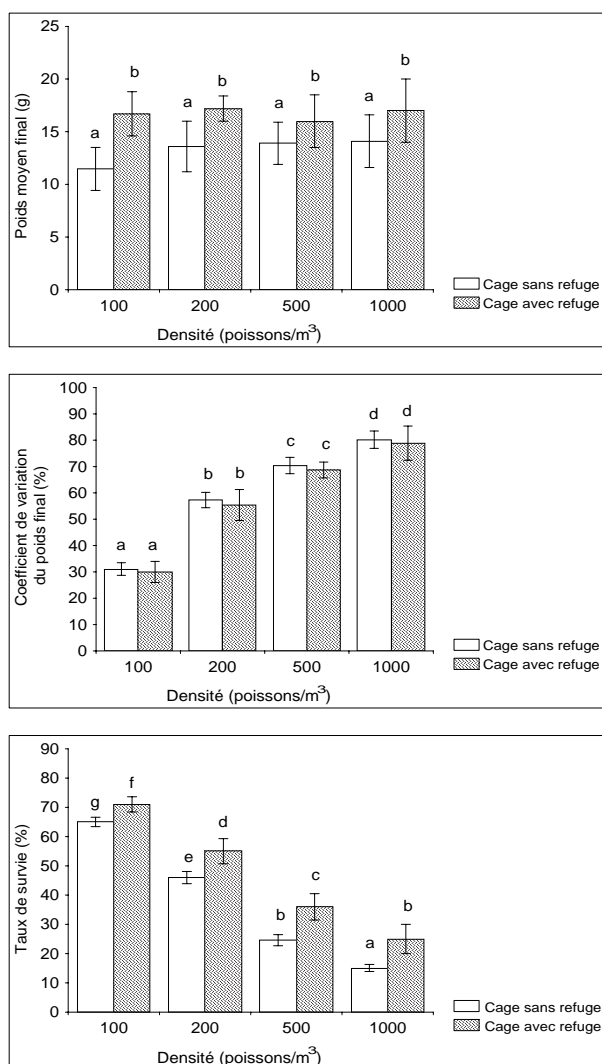 Poids moyen final (g)
25
20
15
10
5
0
a b a b a b a b
100 200 500 1000
Densité (poissons/m³)
Cage sans refuge
Cage avec refuge
Coefficient de variation
du poids final (%)
100
90
80
70
60
50
40
30
20
10
0
a a b b c c d d
100 200 500 1000
Densité (poissons/m³)
Cage sans refuge
Cage avec refuge
Taux de survie (%)
90
80
70
60
50
40
30
20
10
0
g f e d b c a b
100 200 500 1000
Densité (poissons/m³)
Cage sans refuge
Cage avec refuge